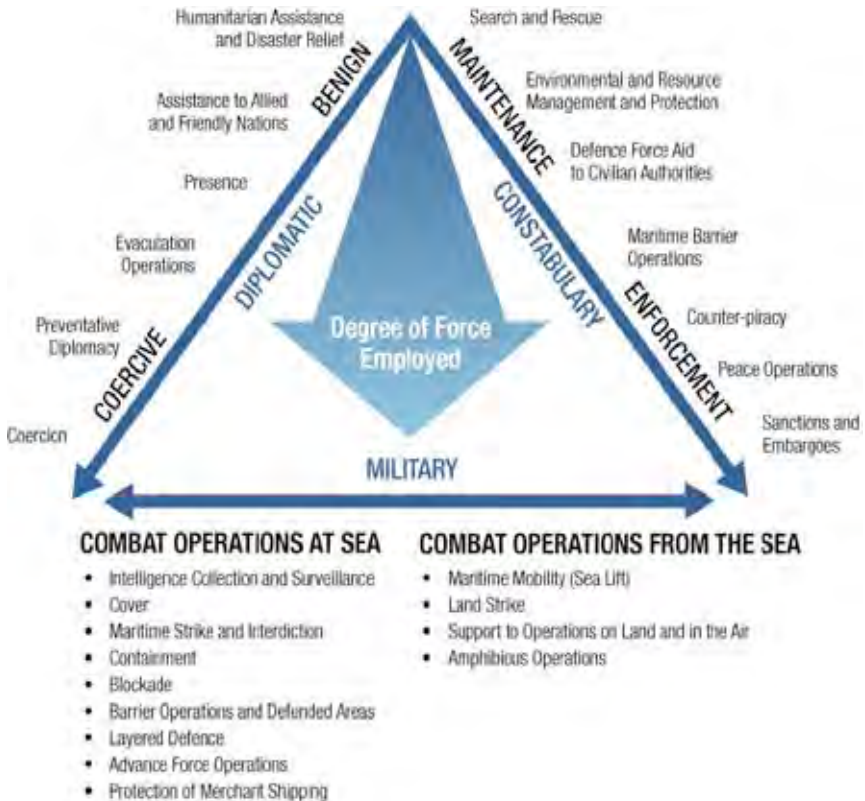 Humanitarian Assistance
and Disaster Relief
Search and Rescue
BENIGN
MAINTENANCE
Environmental and Resource
Management and Protection
Assistance to Allied
and Friendly Nations
Defence Force Aid
to Civilian Authorities
Presence
DIPLOMATIC
CONSTABULARY
Evaculation
Operations
Maritime Barrier
Operations
Preventative
Diplomacy
COERCIVE
Degree of Force
Employed
ENFORCEMENT
Counter-piracy
Peace Operations
Coercion
Sanctions and
Embargoes
MILITARY
COMBAT OPERATIONS AT SEA
• Intelligence Collection and Surveillance
• Cover
• Maritime Strike and Interdiction
• Containment
• Blockade
• Barrier Operations and Defended Areas
• Layered Defence
• Advance Force Operations
• Protection of Merchant Shipping
COMBAT OPERATIONS FROM THE SEA
• Maritime Mobility (Sea Lift)
• Land Strike
• Support to Operations on Land and in the Air
• Amphibious Operations